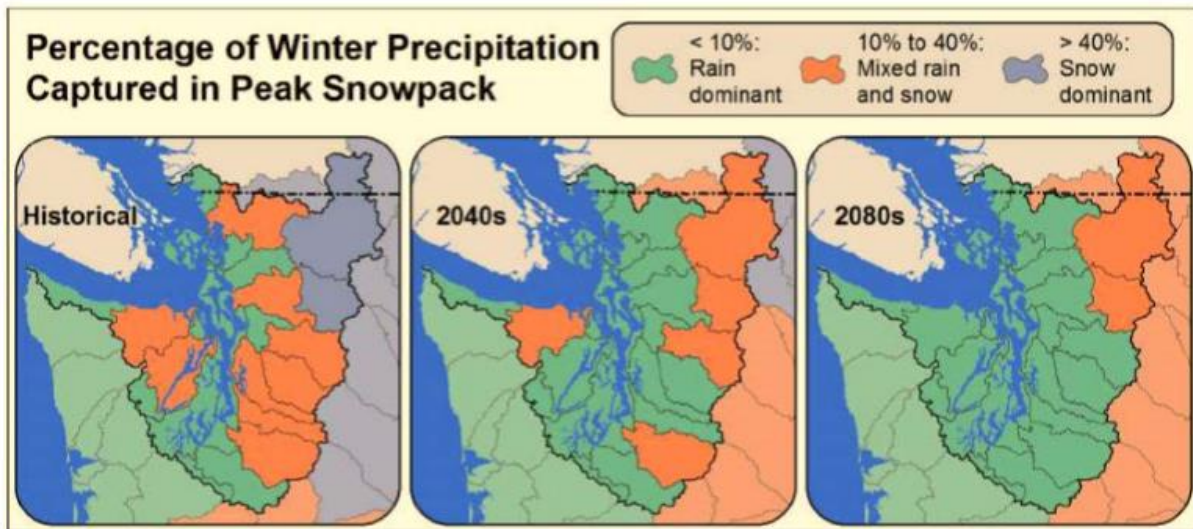 Percentage of Winter Precipitation
Captured in Peak Snowpack
< 10%:
Rain
dominant
10% to 40%:
Mixed rain
and snow
> 40%:
Snow
dominant
Historical
2040s
2080s